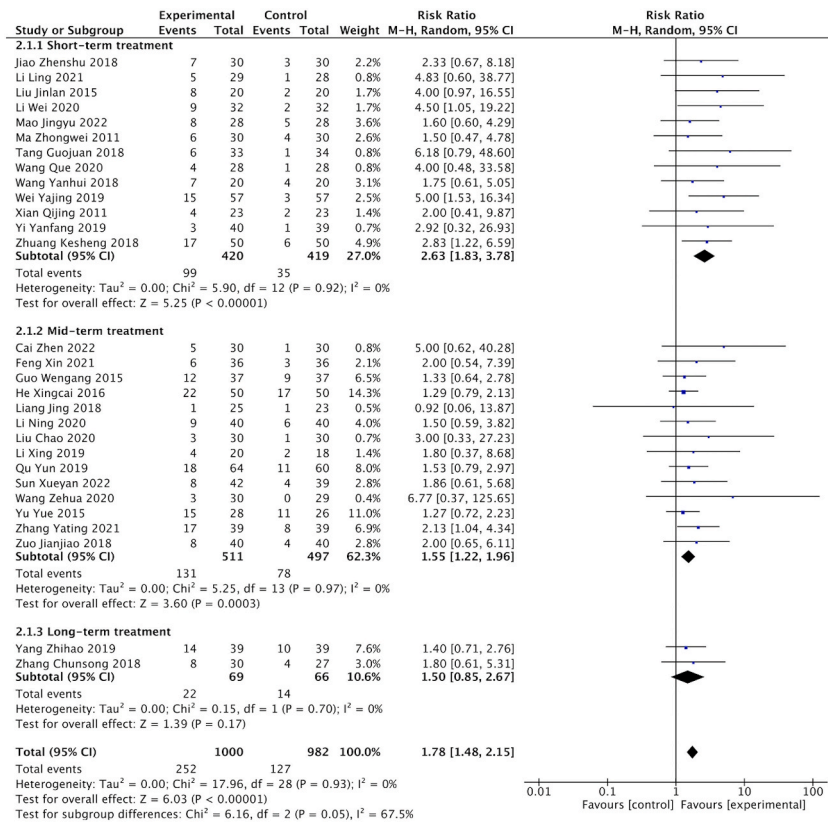 Experimental Control Risk Ratio Risk Ratio
Study or Subgroup Events Total Events Total Weight M-H, Random, 95% CI M-H, Random, 95% CI
2.1.1 Short-term treatment
Jiao Zhenshu 2018 7 30 3 30 2.2% 2.33 [0.67, 8.18]
Li Ling 2021 5 29 1 28 0.8% 4.83 [0.60, 38.77]
Liu Jinlan 2015 8 20 2 20 1.7% 4.00 [0.97, 16.55]
Li Wei 2020 9 32 2 32 1.6% 4.50 [1.05, 19.22]
Mao Jingyu 2022 8 28 5 28 3.6% 1.60 [0.60, 4.29]
Ma Zhongwei 2011 6 30 4 30 2.6% 1.50 [0.47, 4.78]
Tang Guojuan 2018 6 33 1 34 0.8% 6.18 [0.79, 48.60]
Wang Que 2020 4 28 1 28 0.8% 4.00 [0.48, 33.58]
Wang Yanhui 2018 7 20 4 20 3.1% 1.75 [0.61, 5.05]
Wei Yajing 2019 15 57 3 57 2.5% 5.00 [1.53, 16.34]
Xian Qijing 2011 4 23 2 23 1.4% 2.00 [0.41, 9.87]
Yi Yanfang 2019 3 40 1 39 0.7% 2.92 [0.32, 26.93]
Zhuang Kesheng 2018 17 50 6 50 4.9% 2.83 [1.22, 6.59]
Subtotal (95% CI) 420 419 27.0% 2.63 [1.83, 3.78]
Total events 99 35
Heterogeneity: Tau² = 0.00; Chi² = 5.90, df = 12 (P = 0.92); I² = 0%
Test for overall effect: Z = 5.25 (P < 0.00001)
2.1.2 Mid-term treatment
Cai Zhen 2022 5 30 1 30 0.8% 5.00 [0.62, 40.28]
Feng Xin 2021 6 36 3 36 2.1% 2.00 [0.54, 7.39]
Guo Wengang 2015 12 37 9 37 6.5% 1.33 [0.64, 2.78]
He Xingcai 2016 22 50 17 50 14.3% 1.29 [0.79, 2.13]
Liang Jing 2018 1 25 1 23 0.5% 0.92 [0.06, 13.87]
Li Ning 2020 9 40 6 40 4.0% 1.50 [0.59, 3.82]
Liu Chao 2020 3 30 1 30 0.7% 3.00 [0.33, 27.23]
Li Xing 2019 4 20 2 18 1.4% 1.80 [0.37, 8.68]
Qu Yun 2019 18 64 11 60 8.0% 1.53 [0.79, 2.97]
Sun Xueyan 2022 8 42 4 39 2.8% 1.86 [0.61, 5.68]
Wang Zehua 2020 3 30 0 29 0.4% 6.77 [0.37, 125.65]
Yu Yue 2015 15 28 11 26 11.0% 1.27 [0.72, 2.23]
Zhang Yating 2021 17 39 8 39 6.9% 2.13 [1.04, 4.34]
Zuo Jianjiao 2018 8 40 4 40 2.8% 2.00 [0.65, 6.11]
Subtotal (95% CI) 511 497 62.3% 1.55 [1.22, 1.96]
Total events 131 78
Heterogeneity: Tau² = 0.00; Chi² = 5.25, df = 13 (P = 0.97); I² = 0%
Test for overall effect: Z = 3.60 (P = 0.0003)
2.1.3 Long-term treatment
Yang Zhihao 2019 14 39 10 39 7.6% 1.40 [0.71, 2.76]
Zhang Chunsong 2018 8 30 4 27 3.0% 1.80 [0.61, 5.31]
Subtotal (95% CI) 69 66 10.6% 1.50 [0.85, 2.67]
Total events 22 14
Heterogeneity: Tau² = 0.00; Chi² = 0.15, df = 1 (P = 0.70); I² = 0%
Test for overall effect: Z = 1.39 (P = 0.17)
Total (95% CI) 1000 982 100.0% 1.78 [1.48, 2.15]
Total events 252 127
Heterogeneity: Tau² = 0.00; Chi² = 17.96, df = 28 (P = 0.93); I² = 0%
Test for overall effect: Z = 6.03 (P < 0.00001)
Test for subgroup differences: Chi² = 6.16, df = 2 (P = 0.05), I² = 67.5%
0.01 0.1 1 10 100
Favours [control] Favours [experimental]